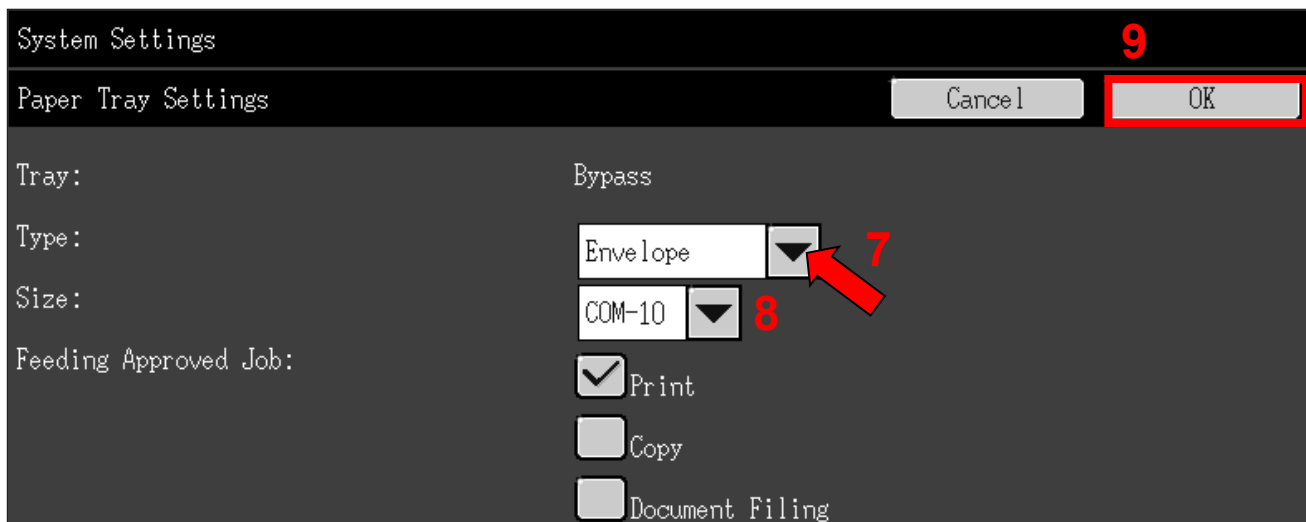 System Settings
9
Paper Tray Settings Cancel OK
Tray: Bypass
Type: Envelope 7
Size: COM-10 8
Feeding Approved Job: Print
Copy
Document Filing